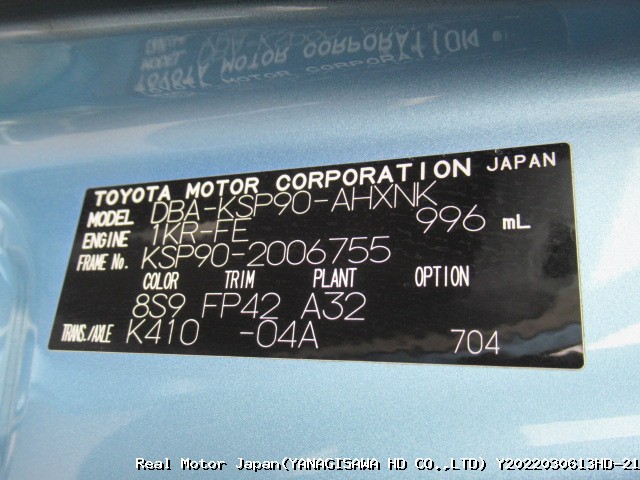 TOYOTA MOTOR CORPORATION JAPAN
MODEL DBA-KSP90-AHXNK
ENGINE 1KR-FE 996 mL
FRAME No. KSP90-2006755
COLOR TRIM PLANT OPTION
8S9 FP42 A32
TRANS./AXLE K410 -04A 704
Real Motor Japan(YANAGISAWA HD CO.,LTD) Y2022030613HD-21